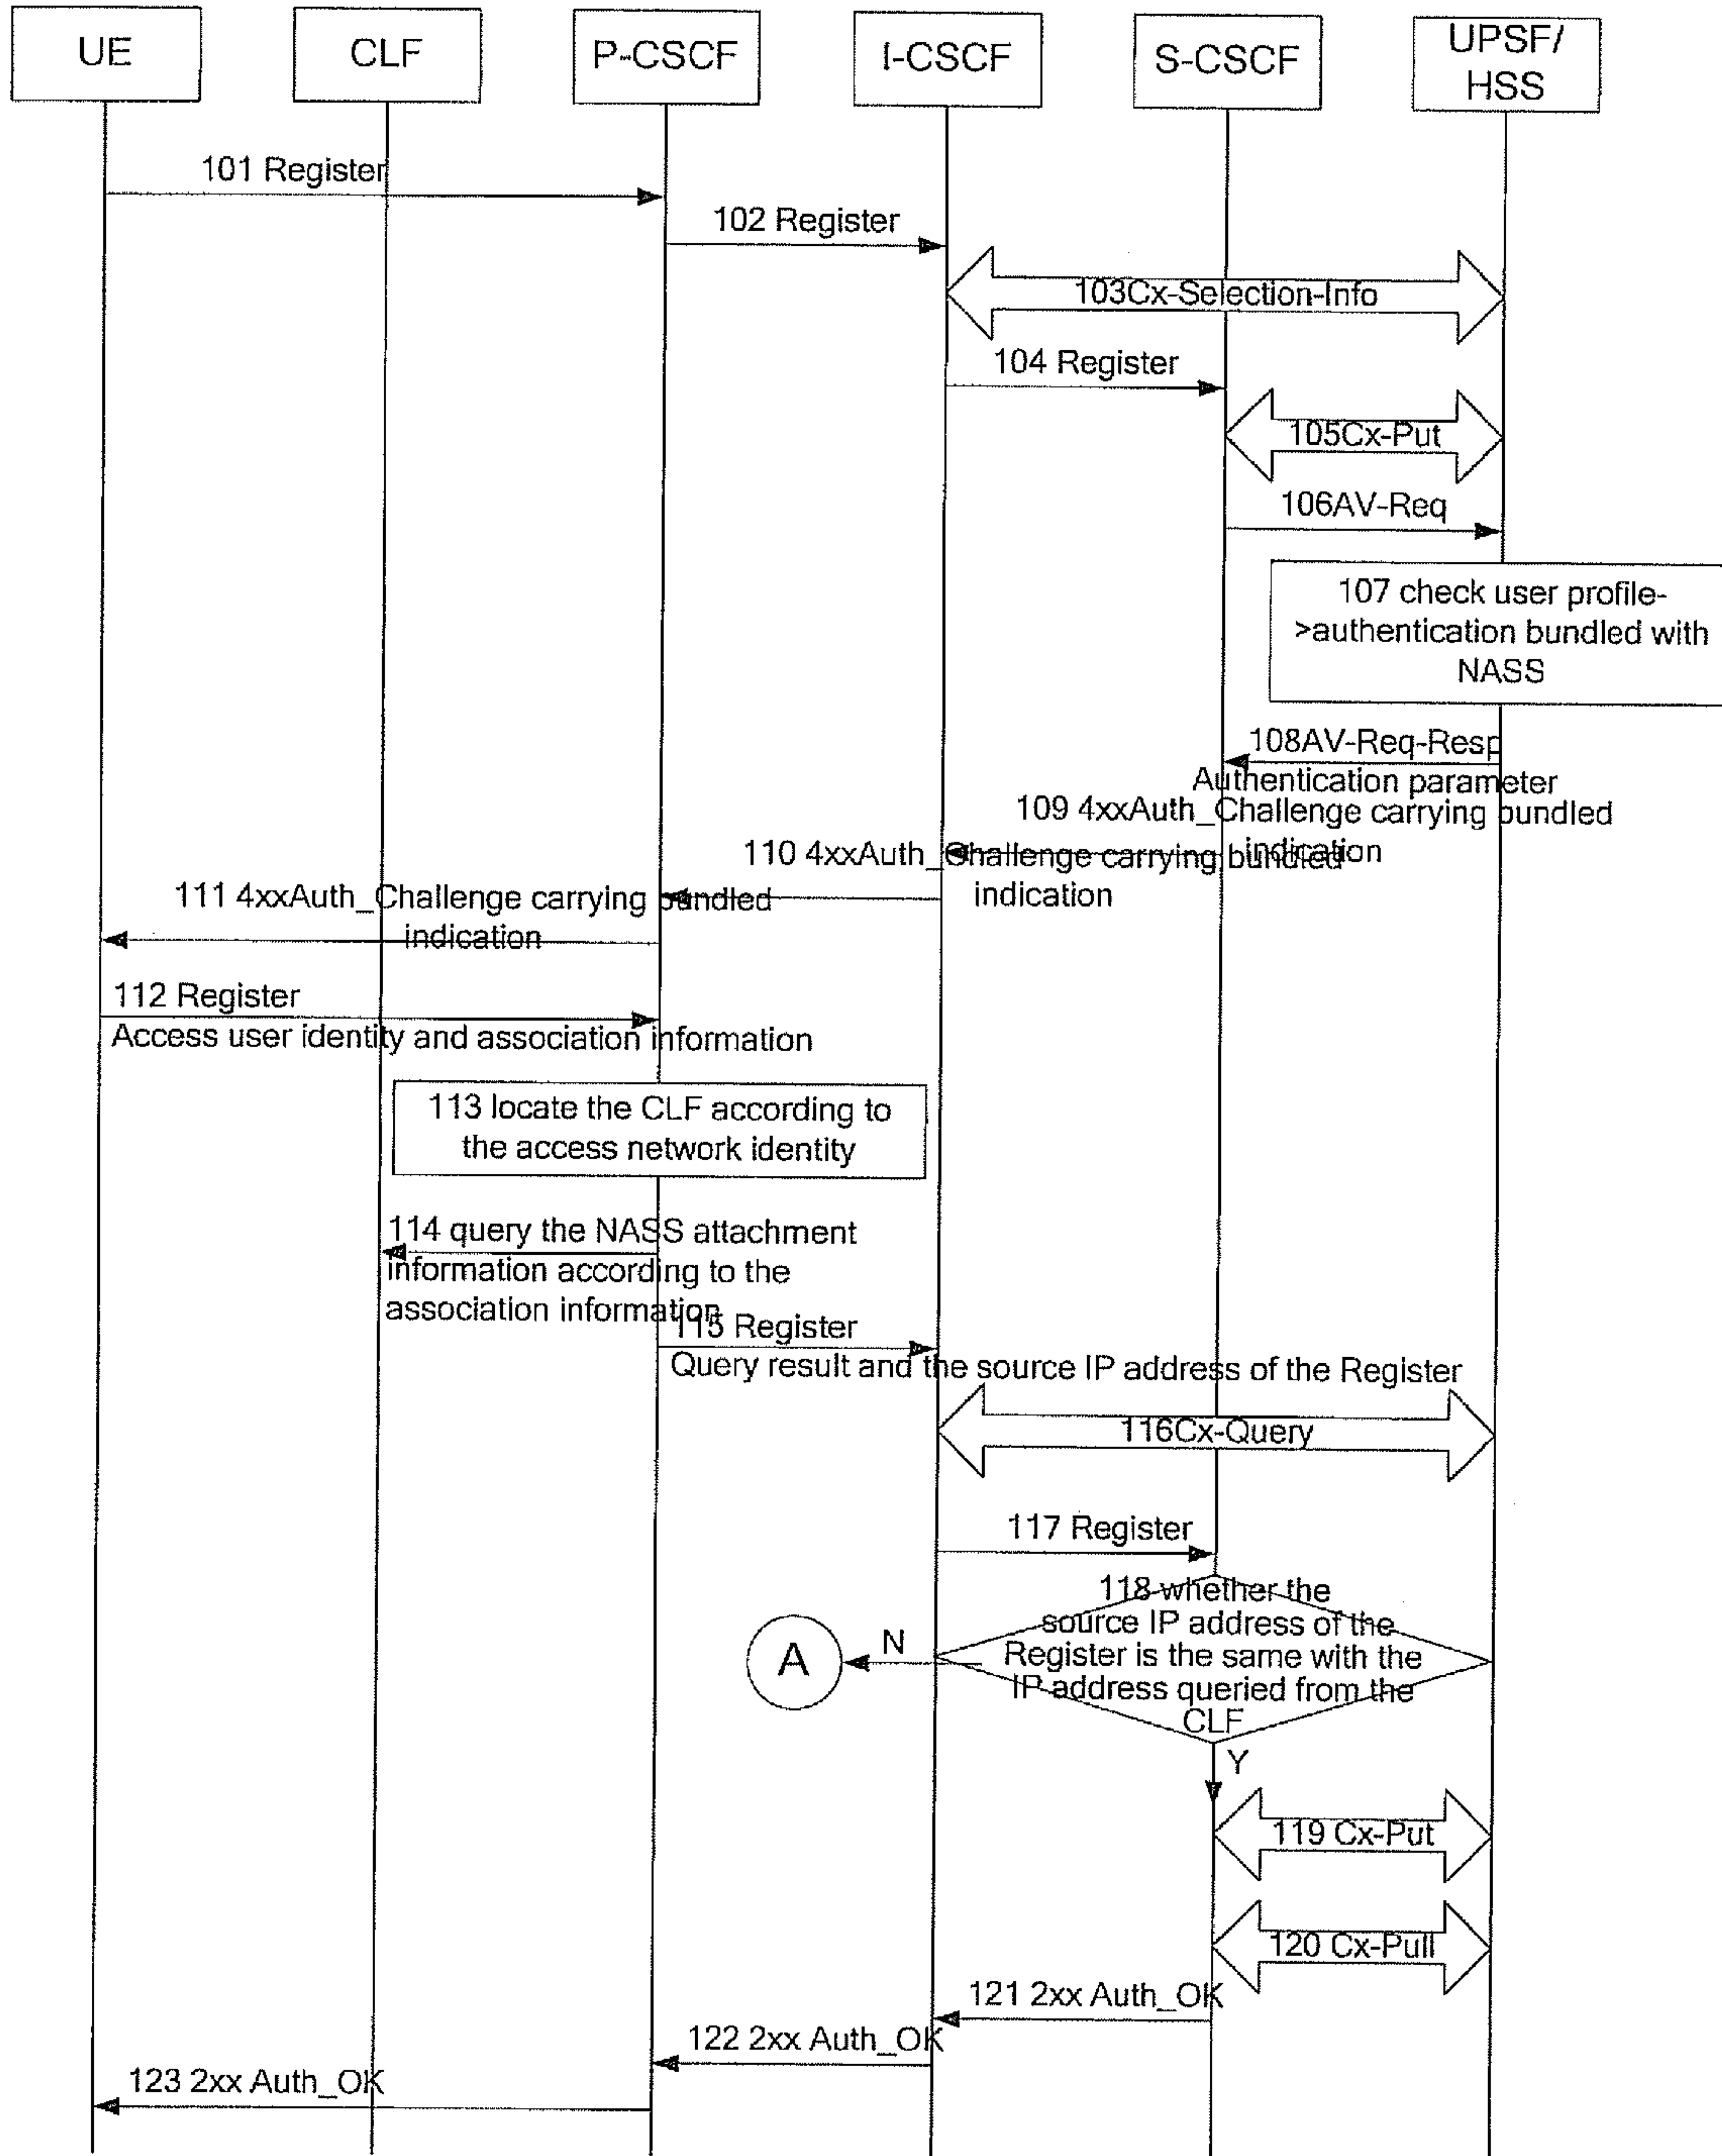 UE
CLF
P-CSCF
I-CSCF
S-CSCF
UPSF/
HSS
101 Register
102 Register
103Cx-Selection-Info
104 Register
105Cx-Put
106AV-Req
107 check user profile-
>authentication bundled with
NASS
108AV-Req-Resp
Authentication parameter
109 4xxAuth_Challenge carrying bundled
indication
110 4xxAuth_Challenge carrying bundled
indication
111 4xxAuth_Challenge carrying bundled
indication
112 Register
Access user identity and association information
113 locate the CLF according to
the access network identity
114 query the NASS attachment
information according to the
association information
115 Register
Query result and the source IP address of the Register
116Cx-Query
117 Register
118 whether the
source IP address of the
Register is the same with the
IP address queried from the
CLF
N
A
Y
119 Cx-Put
120 Cx-Pull
121 2xx Auth_OK
122 2xx Auth_OK
123 2xx Auth_OK